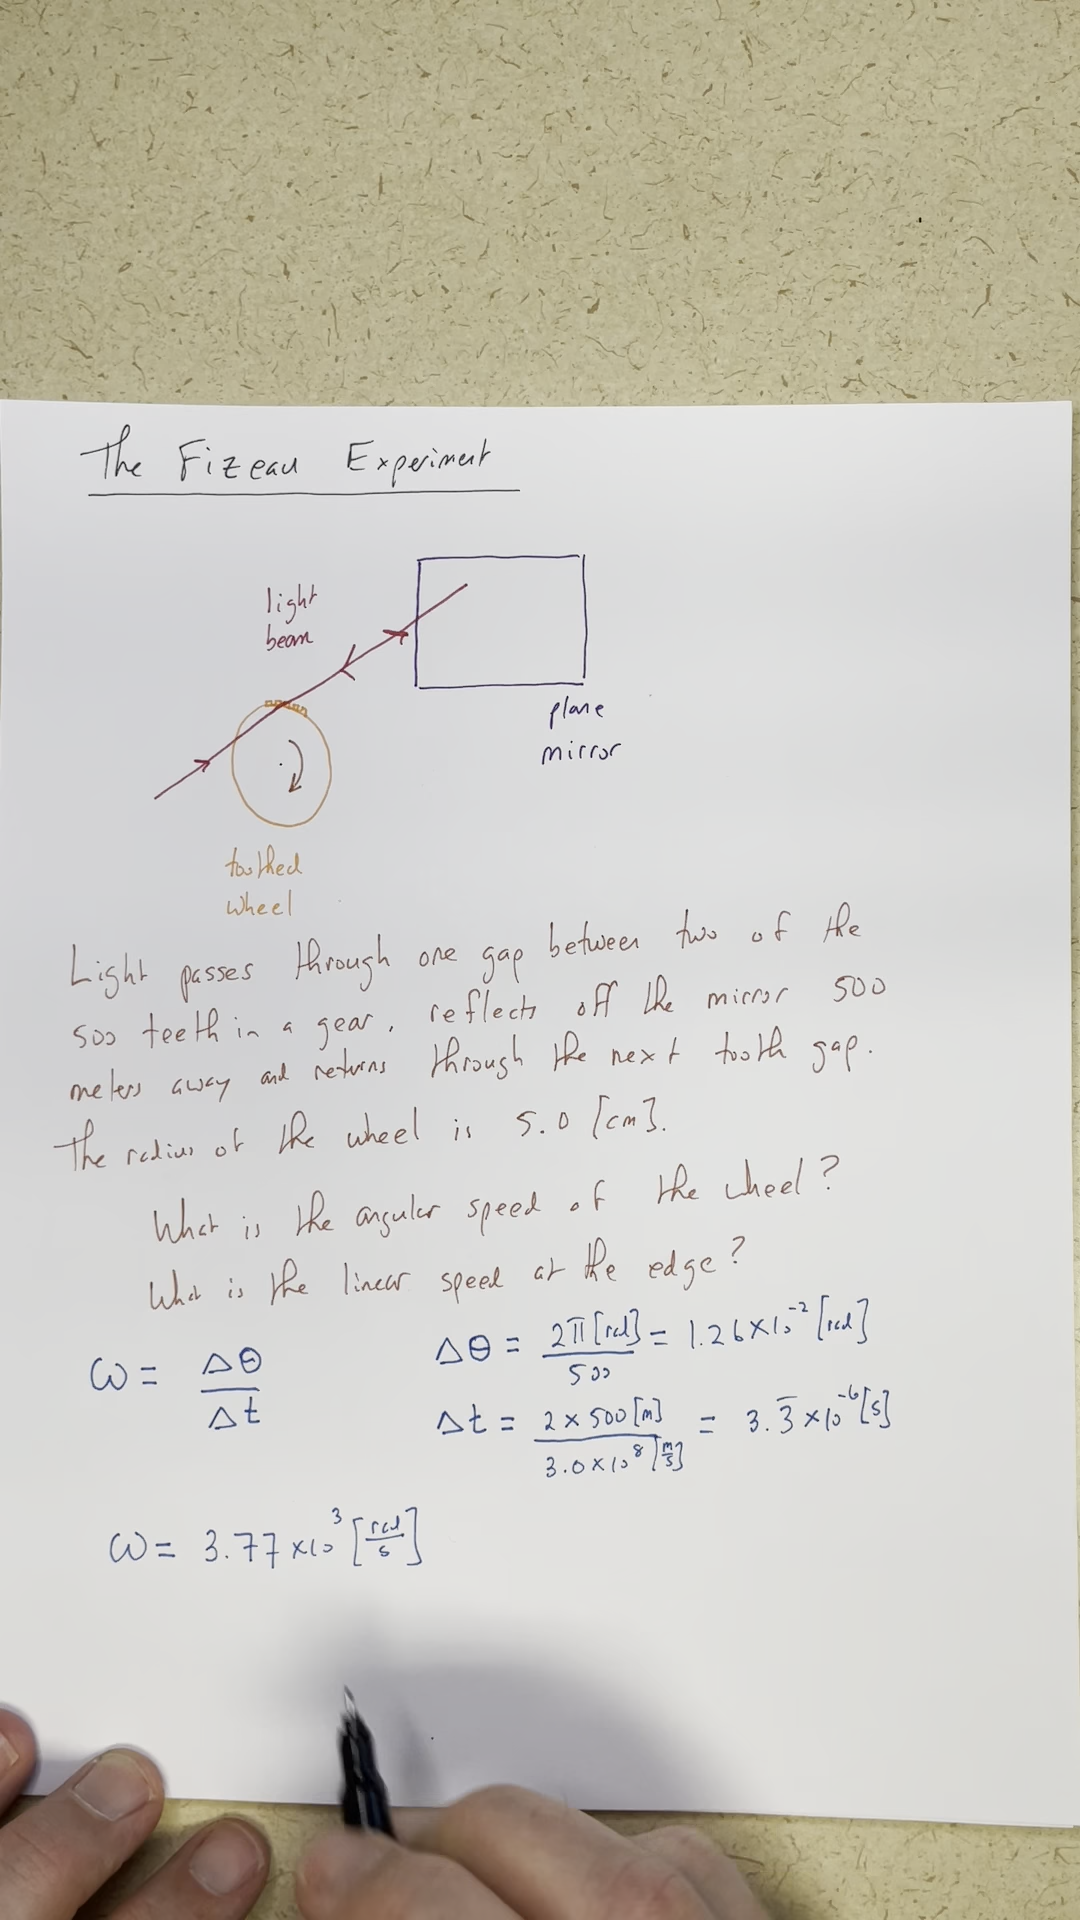 The Fizeau Experiment
light
beam
plane
mirror
toothed
wheel
Light passes through one gap between two of the
500 teeth in a gear, reflects off the mirror 500
meters away and returns through the next tooth gap.
The radius of the wheel is 5.0 [cm].
What is the angular speed of the wheel?
What is the linear speed at the edge?
ω = Δθ/Δt
Δθ = 2π[rad]/500 = 1.26×10⁻² [rad]
Δt = 2×500[m]/3.0×10⁸[m/s] = 3.3̅×10⁻⁶[s]
ω = 3.77×10³ [rad/s]